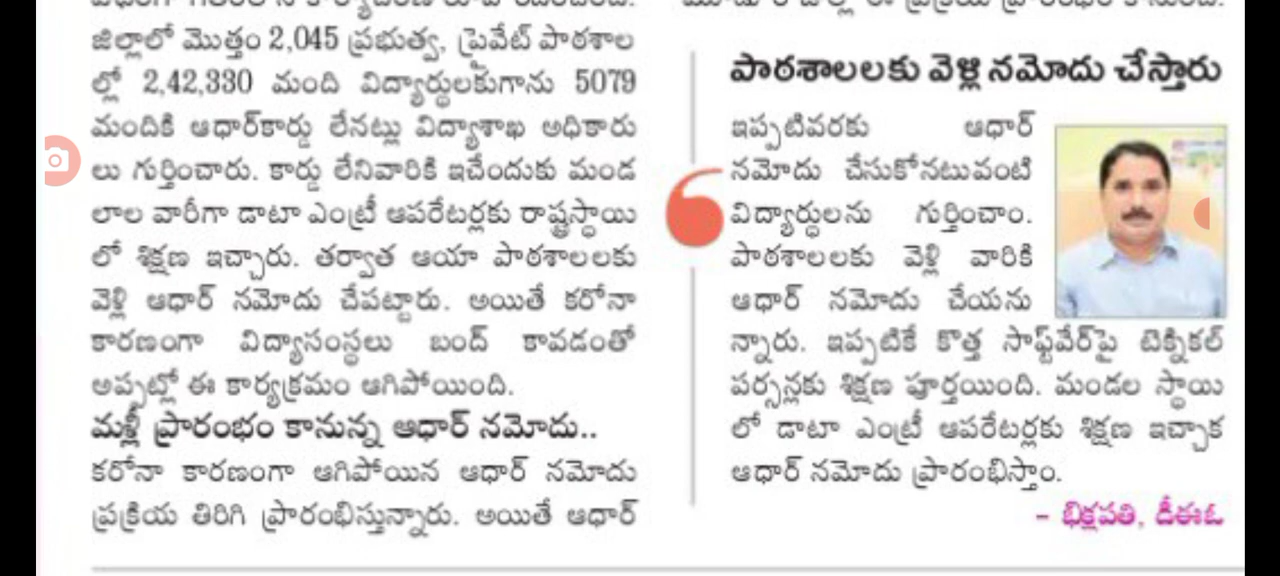 జిల్లాలో మొత్తం 2,045 ప్రభుత్వ, ప్రైవేట్ పాఠశాల
ల్లో 2,42,330 మంది విద్యార్థులకుగాను 5079
మందికి ఆధార్‌కార్డు లేనట్లు విద్యాశాఖ అధికారు
లు గుర్తించారు. కార్డు లేనివారికి ఇచేందుకు మండ
లాల వారీగా డాటా ఎంట్రీ ఆపరేటర్లకు రాష్ట్రస్థాయి
లో శిక్షణ ఇచ్చారు. తర్వాత ఆయా పాఠశాలలకు
వెళ్లి ఆధార్ నమోదు చేపట్టారు. అయితే కరోనా
కారణంగా విద్యాసంస్థలు బంద్ కావడంతో
అప్పట్లో ఈ కార్యక్రమం ఆగిపోయింది.
మళ్లీ ప్రారంభం కానున్న ఆధార్ నమోదు..
కరోనా కారణంగా ఆగిపోయిన ఆధార్ నమోదు
ప్రక్రియ తిరిగి ప్రారంభిస్తున్నారు. అయితే ఆధార్
పాఠశాలలకు వెళ్లి నమోదు చేస్తారు
ఇప్పటివరకు ఆధార్
నమోదు చేసుకోనటువంటి
విద్యార్థులను గుర్తించాం.
పాఠశాలలకు వెళ్లి వారికి
ఆధార్ నమోదు చేయను
న్నారు. ఇప్పటికే కొత్త సాఫ్ట్‌వేర్‌పై టెక్నికల్
పర్సన్లకు శిక్షణ పూర్తయింది. మండల స్థాయి
లో డాటా ఎంట్రీ ఆపరేటర్లకు శిక్షణ ఇచ్చాక
ఆధార్ నమోదు ప్రారంభిస్తాం.
– భిక్షపతి, డీఈఓ